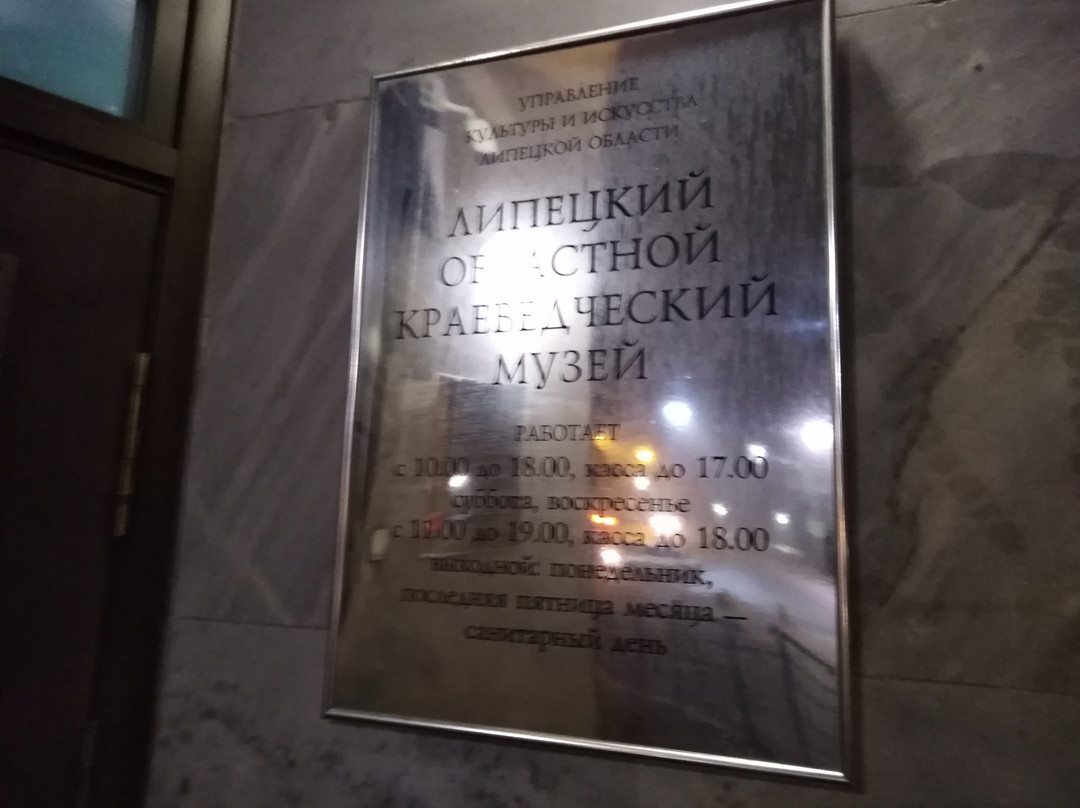 УПРАВЛЕНИЕ
КУЛЬТУРЫ И ИСКУССТВА
ЛИПЕЦКОЙ ОБЛАСТИ
ЛИПЕЦКИЙ
ОБЛАСТНОЙ
КРАЕВЕДЧЕСКИЙ
МУЗЕЙ
РАБОТАЕТ
с 10.00 до 18.00, касса до 17.00
суббота, воскресенье
с 11.00 до 19.00, касса до 18.00
выходной: понедельник,
последняя пятница месяца —
санитарный день